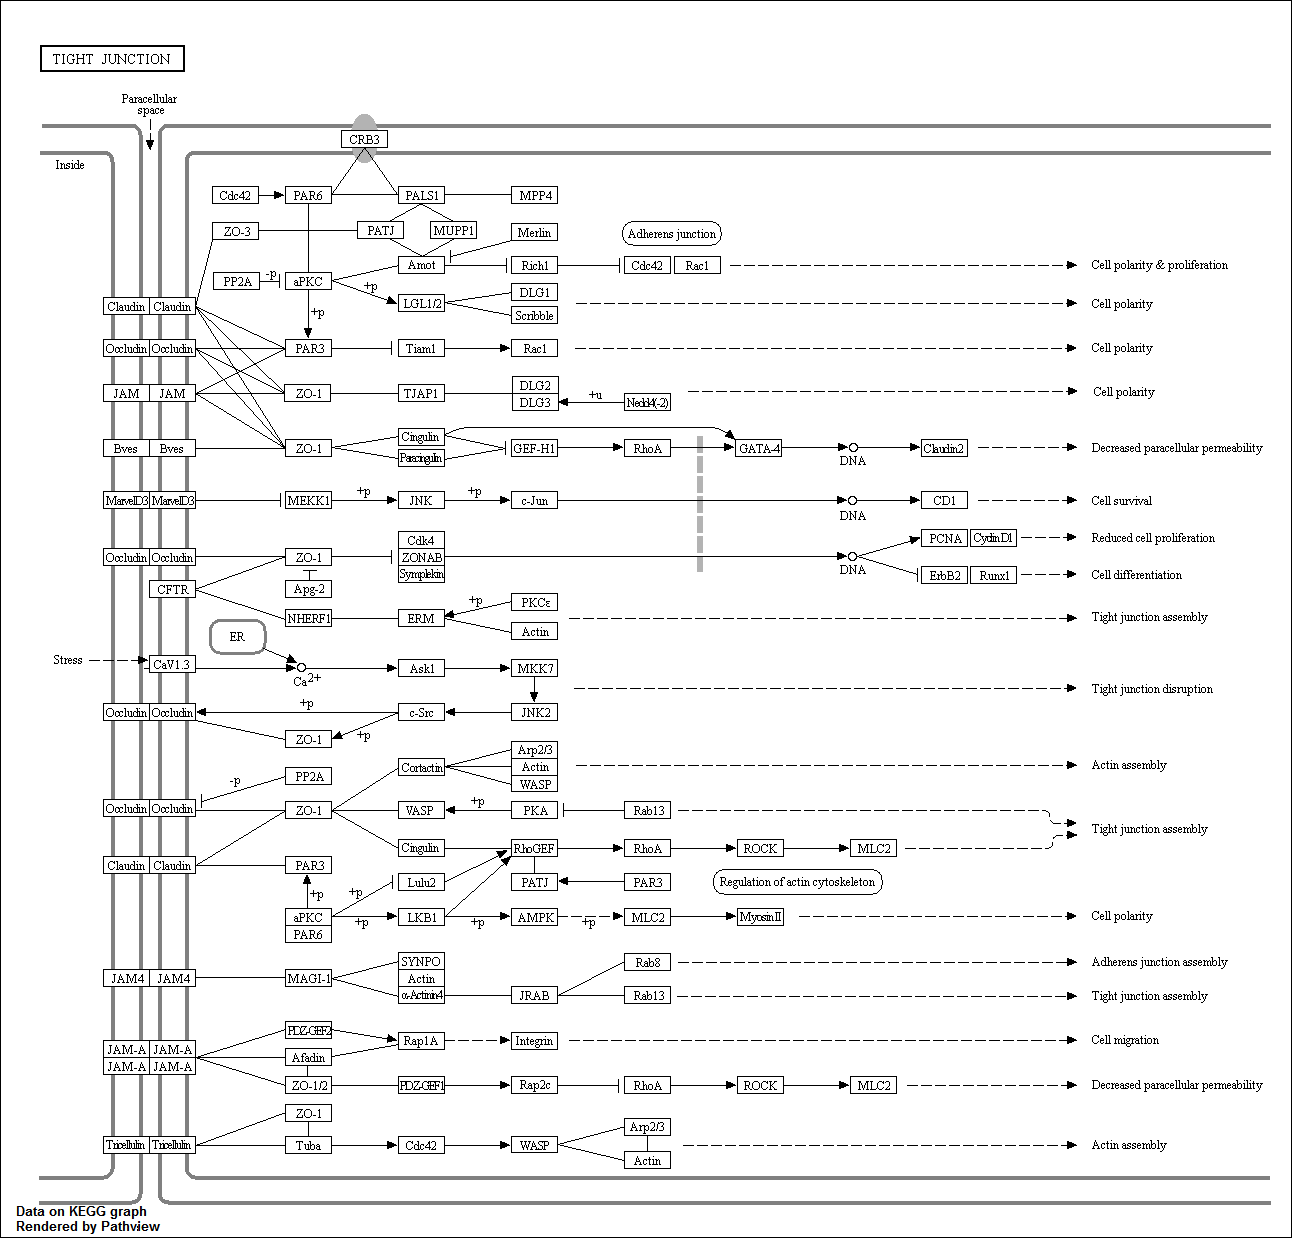 TIGHT JUNCTION
Paracellular
space
Inside
CRB3
Cdc42 PAR6 PALS1 MPP4
ZO-3 PATJ MUPP1 Merlin Adherens junction
PP2A -p aPKC Amot Rich1 Cdc42 Rac1 Cell polarity & proliferation
+p
Claudin Claudin +p LGL1/2 DLG1 Cell polarity
Scribble
Occludin Occludin PAR3 Tiam1 Rac1 Cell polarity
JAM JAM ZO-1 TJAP1 DLG2 +u Cell polarity
DLG3 Nedd4(-2)
Bves Bves ZO-1 Cingulin GEF-H1 RhoA GATA-4 DNA Claudin2 Decreased paracellular permeability
Paracingulin
MarvelD3 MarvelD3 MEKK1 +p JNK +p c-Jun DNA CD1 Cell survival
Cdk4 PCNA CyclinD1 Reduced cell proliferation
Occludin Occludin ZO-1 ZONAB DNA
Symplekin ErbB2 Runx1 Cell differentiation
CFTR Apg-2
+p PKCε
NHERF1 ERM Tight junction assembly
Actin
ER
Stress CaV1.3 Ca2+ Ask1 MKK7
Tight junction disruption
Occludin Occludin +p c-Src JNK2
ZO-1 +p
Arp2/3
Cortactin Actin Actin assembly
-p PP2A WASP
Occludin Occludin ZO-1 VASP +p PKA Rab13
Tight junction assembly
Cingulin RhoGEF RhoA ROCK MLC2
Claudin Claudin PAR3
+p +p Lulu2 PATJ PAR3 Regulation of actin cytoskeleton
aPKC +p LKB1 +p AMPK +p MLC2 MyosinII Cell polarity
PAR6
SYNPO Rab8 Adherens junction assembly
JAM4 JAM4 MAGI-1 Actin
α-Actinin4 JRAB Rab13 Tight junction assembly
PDZ-GEF2
JAM-A JAM-A Rap1A Integrin Cell migration
JAM-A JAM-A Afadin
ZO-1/2 PDZ-GEF1 Rap2c RhoA ROCK MLC2 Decreased paracellular permeability
ZO-1
Arp2/3
Tricellulin Tricellulin Tuba Cdc42 WASP Actin assembly
Actin
Data on KEGG graph
Rendered by Pathview